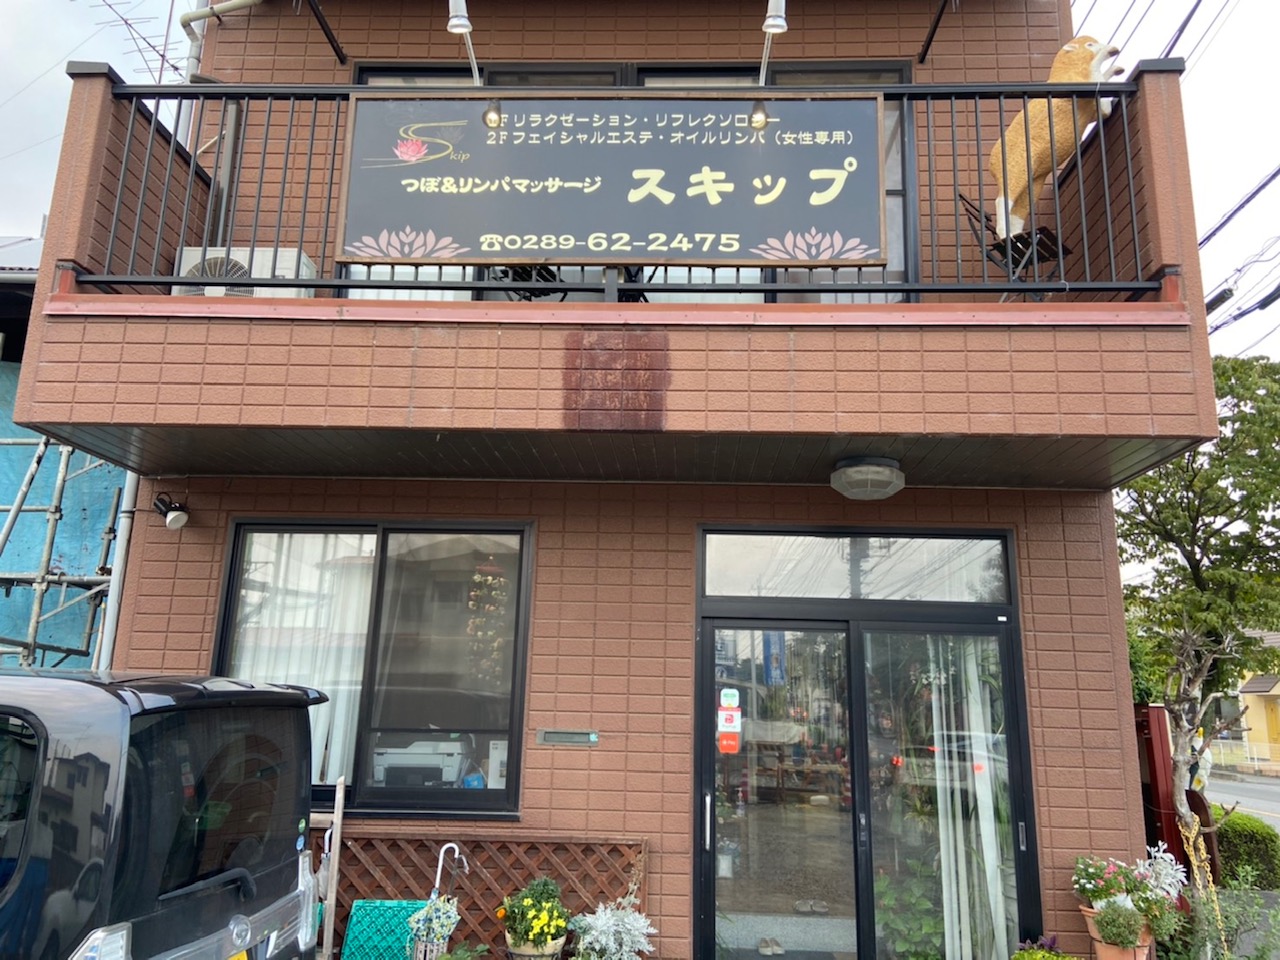 1F リラクゼーション・リフレクソロジー
2F フェイシャルエステ・オイルリンパ（女性専用）
Skip
つぼ&リンパマッサージ スキップ
☎0289-62-2475